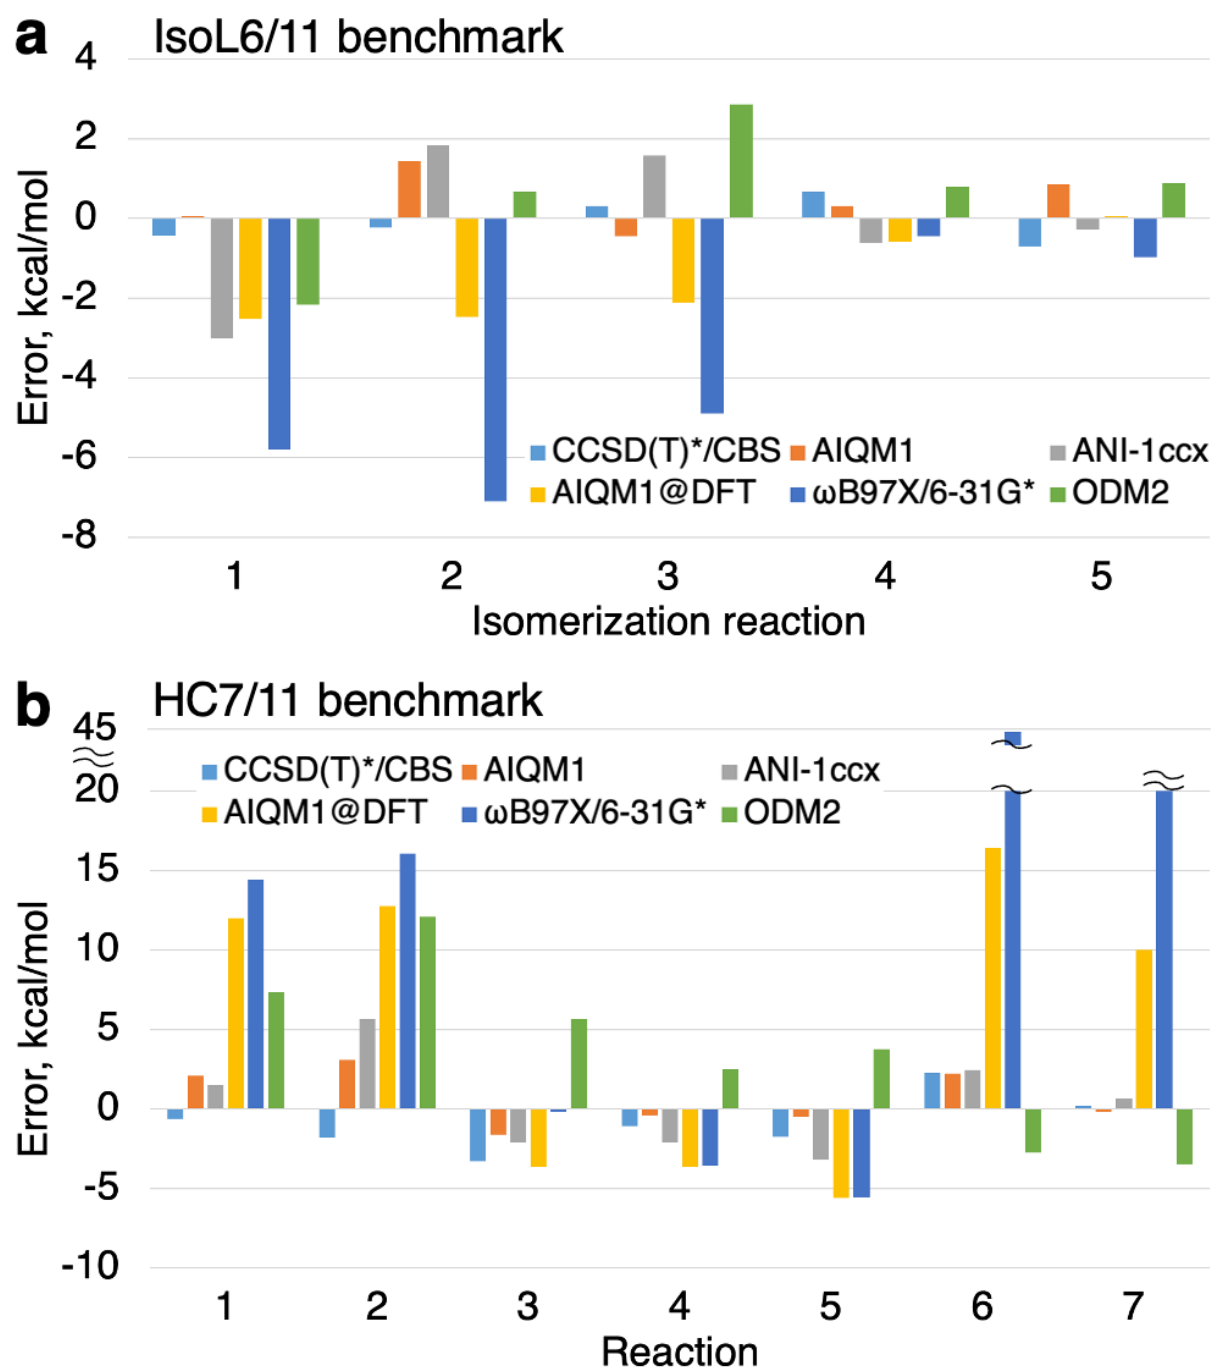 a IsoL6/11 benchmark
4
2
0
-2
-4
-6
-8
Error, kcal/mol
CCSD(T)*/CBS AIQM1 ANI-1ccx
AIQM1@DFT ωB97X/6-31G* ODM2
1 2 3 4 5
Isomerization reaction
b HC7/11 benchmark
45
20
15
10
5
0
-5
-10
Error, kcal/mol
CCSD(T)*/CBS AIQM1 ANI-1ccx
AIQM1@DFT ωB97X/6-31G* ODM2
1 2 3 4 5 6 7
Reaction